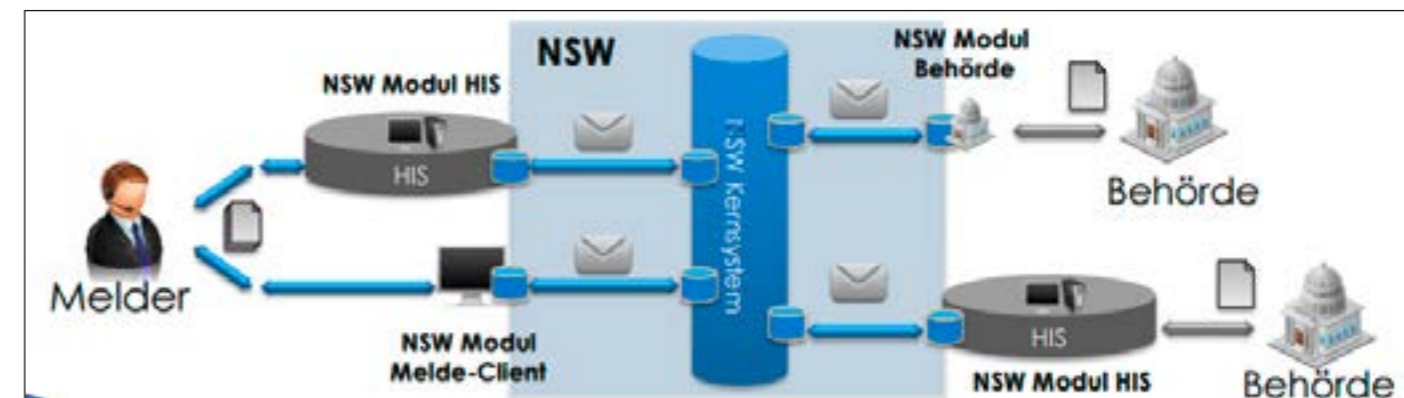 NSW
NSW Modul
Behörde
NSW Modul HIS
HIS
NSW Kernsystem
Behörde
Melder
NSW Modul
Melde-Client
HIS
NSW Modul HIS
Behörde